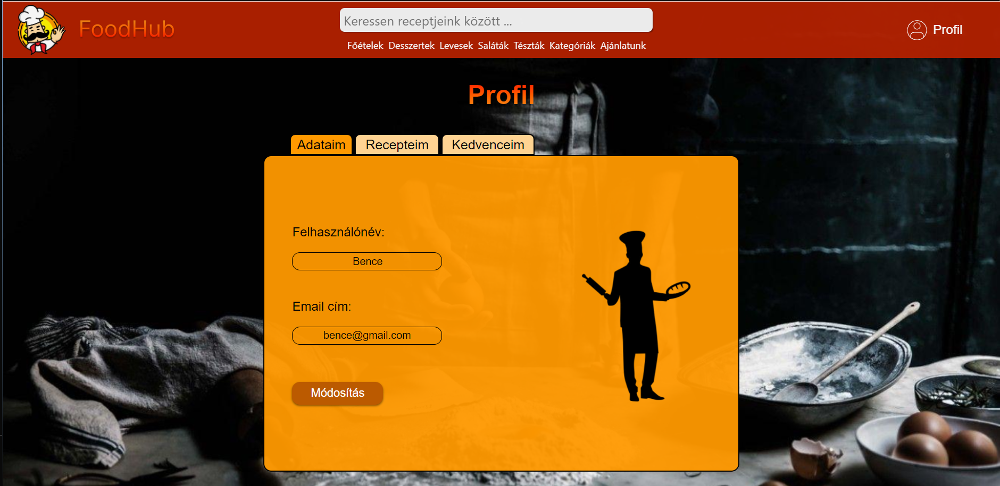 FoodHub
Keressen receptjeink között ...
Főételek Desszertek Levesek Saláták Tészták Kategóriák Ajánlatunk
Profil
Profil
Adataim Recepteim Kedvenceim
Felhasználónév:
Bence
Email cím:
bence@gmail.com
Módosítás